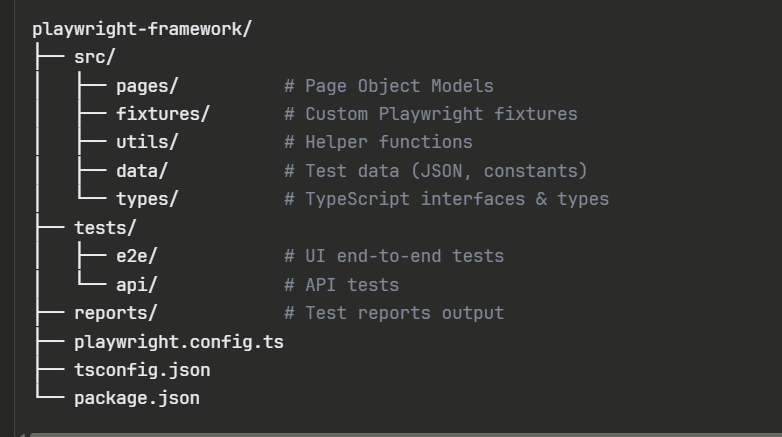 playwright-framework/
├── src/
│   ├── pages/          # Page Object Models
│   ├── fixtures/       # Custom Playwright fixtures
│   ├── utils/          # Helper functions
│   ├── data/           # Test data (JSON, constants)
│   └── types/          # TypeScript interfaces & types
├── tests/
│   ├── e2e/            # UI end-to-end tests
│   └── api/            # API tests
├── reports/            # Test reports output
├── playwright.config.ts
├── tsconfig.json
└── package.json